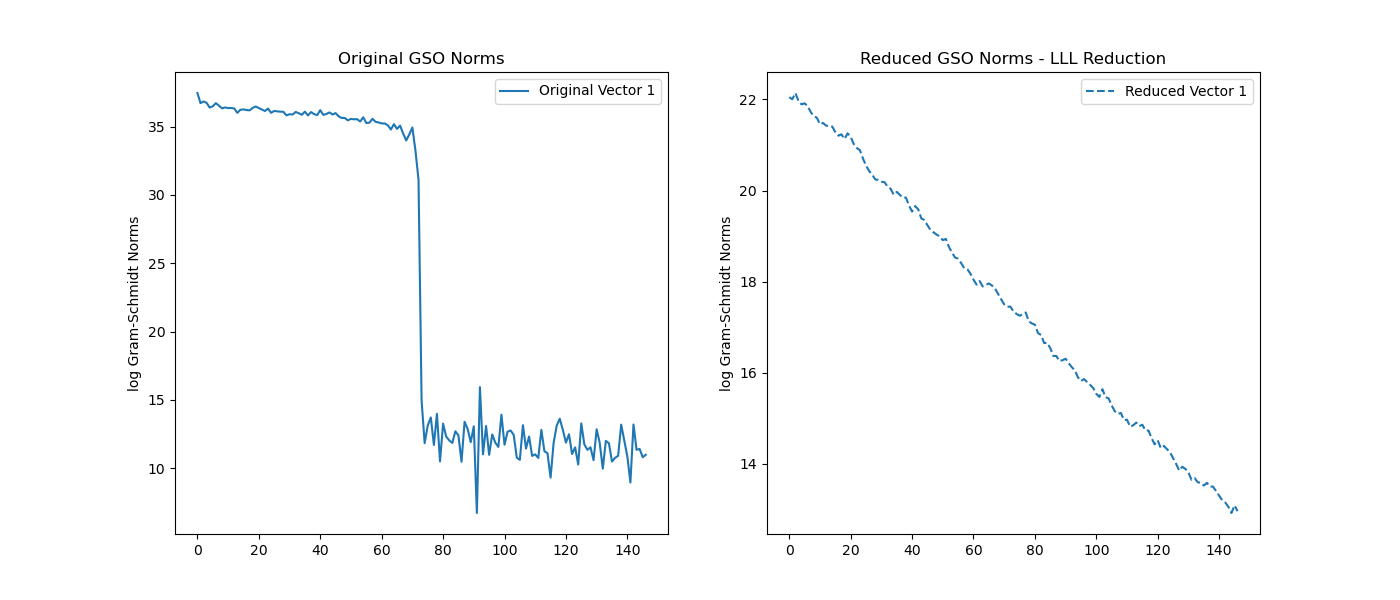 Original GSO Norms
Original Vector 1
log Gram-Schmidt Norms
35
30
25
20
15
10
0 20 40 60 80 100 120 140
Reduced GSO Norms - LLL Reduction
Reduced Vector 1
log Gram-Schmidt Norms
22
20
18
16
14
0 20 40 60 80 100 120 140